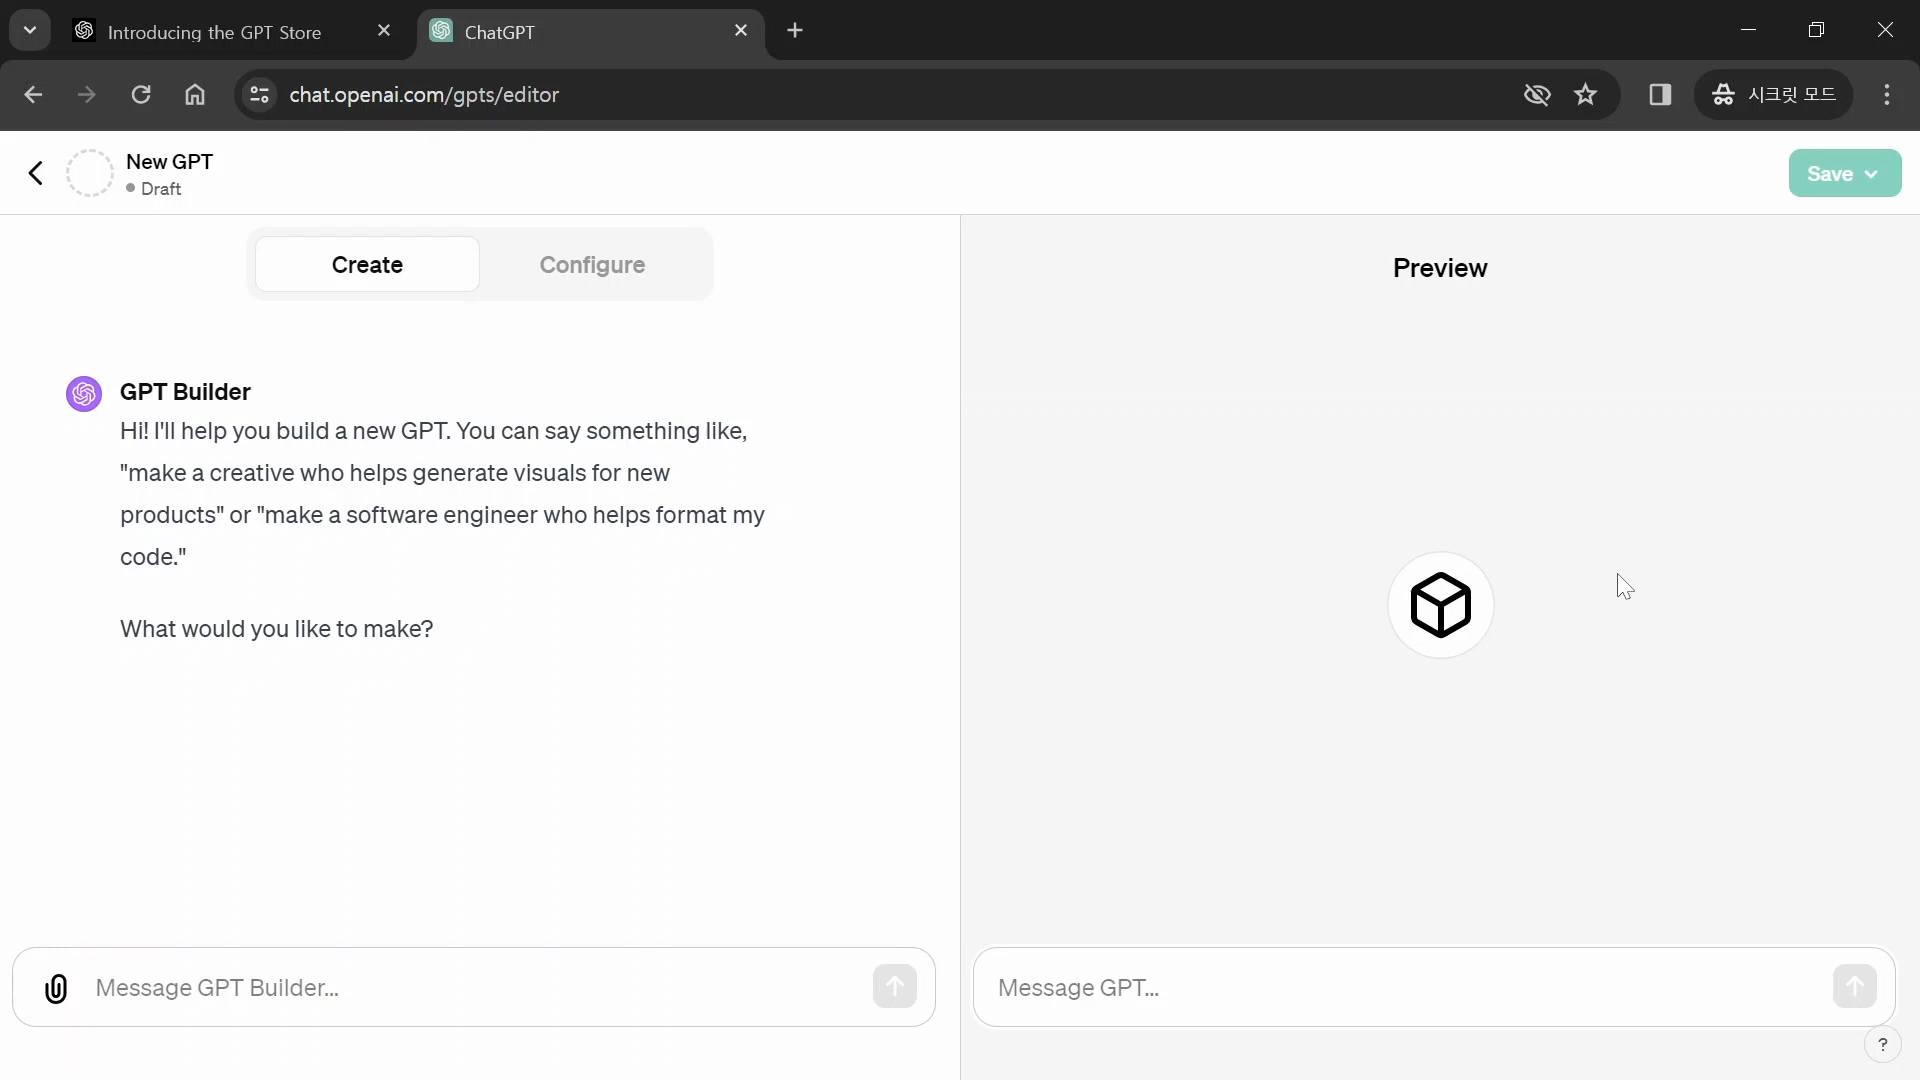 Introducing the GPT Store
ChatGPT
chat.openai.com/gpts/editor
시크릿 모드
New GPT
Draft
Save
Create
Configure
Preview
GPT Builder
Hi! I'll help you build a new GPT. You can say something like,
"make a creative who helps generate visuals for new
products" or "make a software engineer who helps format my
code."
What would you like to make?
Message GPT Builder...
Message GPT...
?